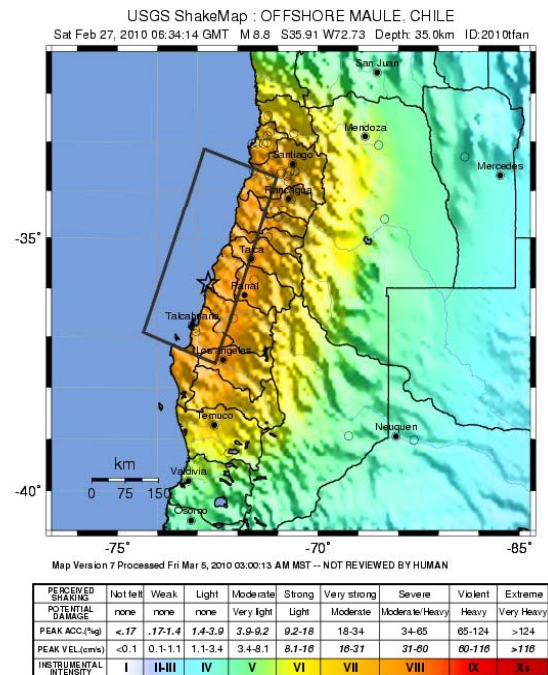 USGS ShakeMap : OFFSHORE MAULE, CHILE
Sat Feb 27, 2010 06:34:14 GMT M 8.8 S35.91 W72.73 Depth: 35.0km ID:2010tfan
San Juan
Mendoza
Santiago
Mercedes
Rancagua
-35°
Talca
Parral
Talcahuano
Los Angeles
Temuco
Neuquen
km
Valdivia
0 75 150
-40°
Osorno
-75° -70° -65°
Map Version 7 Processed Fri Mar 5, 2010 03:00:13 AM MST -- NOT REVIEWED BY HUMAN
PERCEIVED SHAKING Not felt Weak Light Moderate Strong Very strong Severe Violent Extreme
POTENTIAL DAMAGE none none none Very light Light Moderate Moderate/Heavy Heavy Very Heavy
PEAK ACC.(%g) <.17 .17-1.4 1.4-3.9 3.9-9.2 9.2-18 18-34 34-65 65-124 >124
PEAK VEL.(cm/s) <0.1 0.1-1.1 1.1-3.4 3.4-8.1 8.1-16 16-31 31-60 60-116 >116
INSTRUMENTAL INTENSITY I II-III IV V VI VII VIII IX X+